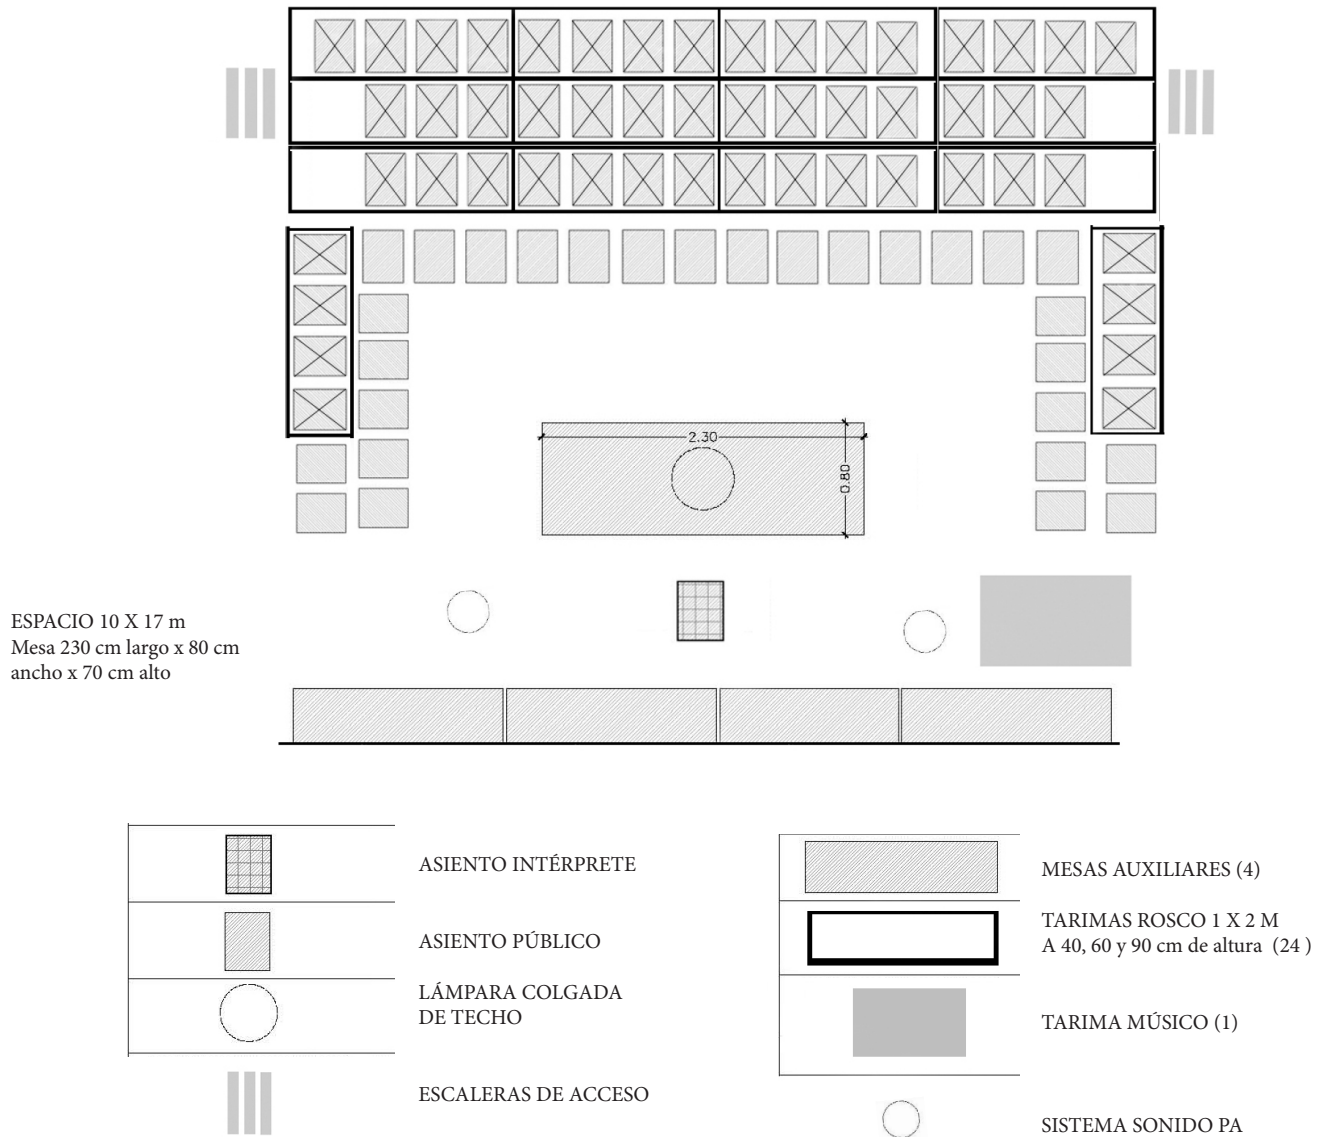 2.30
0.80
ESPACIO 10 X 17 m
Mesa 230 cm largo x 80 cm
ancho x 70 cm alto
ASIENTO INTÉRPRETE
ASIENTO PÚBLICO
LÁMPARA COLGADA
DE TECHO
ESCALERAS DE ACCESO
MESAS AUXILIARES (4)
TARIMAS ROSCO 1 X 2 M
A 40, 60 y 90 cm de altura (24 )
TARIMA MÚSICO (1)
SISTEMA SONIDO PA